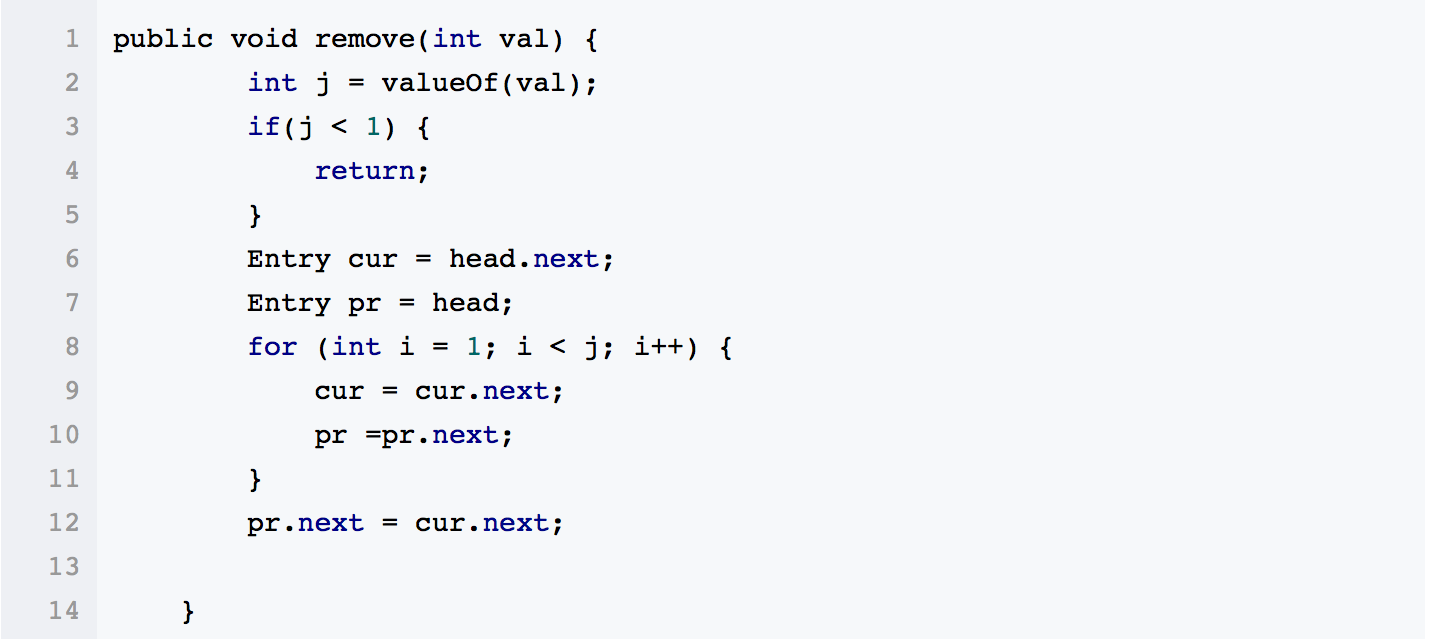 1 public void remove(int val) {
2         int j = valueOf(val);
3         if(j < 1) {
4             return;
5         }
6         Entry cur = head.next;
7         Entry pr = head;
8         for (int i = 1; i < j; i++) {
9             cur = cur.next;
10             pr =pr.next;
11         }
12         pr.next = cur.next;
13
14     }